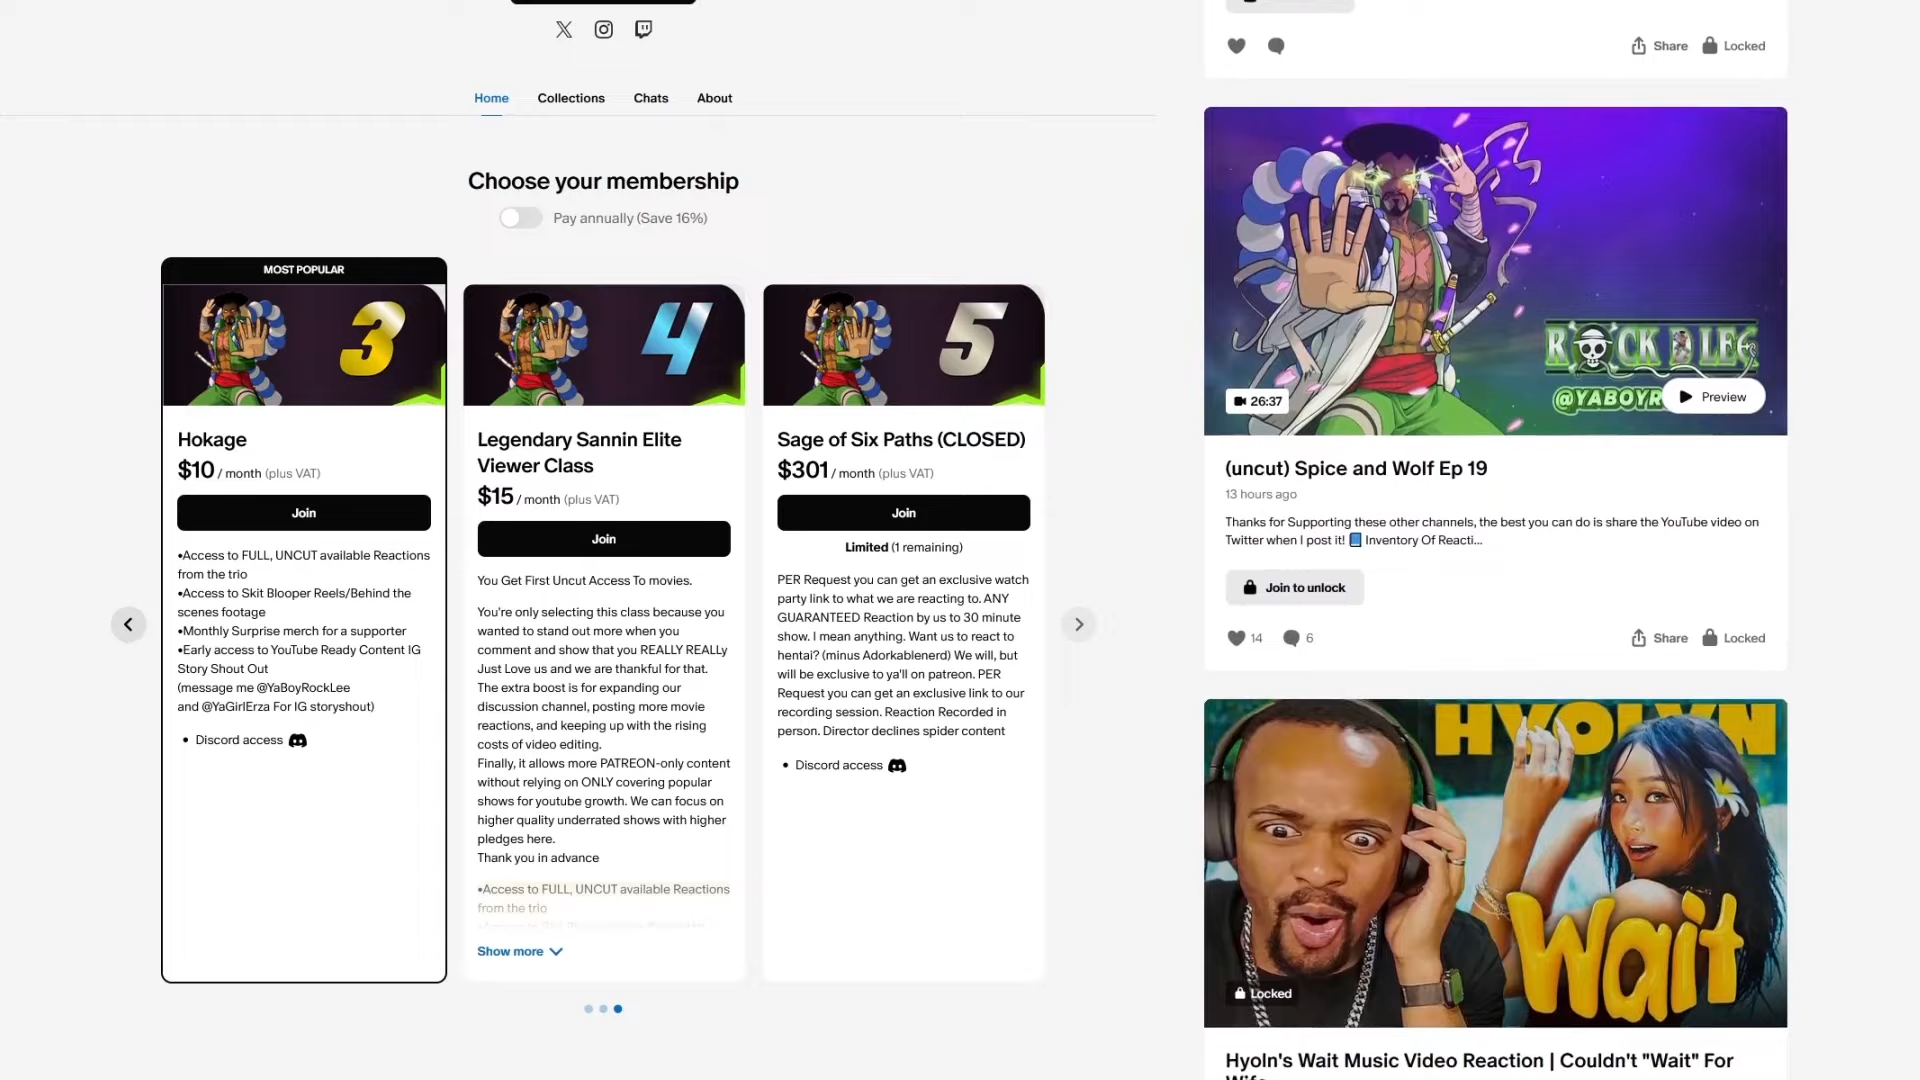 Home
Collections
Chats
About
Choose your membership
Pay annually (Save 16%)
MOST POPULAR
3
Hokage
$10 / month (plus VAT)
Join
•Access to FULL, UNCUT available Reactions
from the trio
•Access to Skit Blooper Reels/Behind the
scenes footage
•Monthly Surprise merch for a supporter
•Early access to YouTube Ready Content IG
Story Shout Out
(message me @YaBoyRockLee
and @YaGirlErza For IG storyshout)
• Discord access
4
Legendary Sannin Elite
Viewer Class
$15 / month (plus VAT)
Join
You Get First Uncut Access To movies.
You're only selecting this class because you
wanted to stand out more when you
comment and show that you REALLY REALLy
Just Love us and we are thankful for that.
The extra boost is for expanding our
discussion channel, posting more movie
reactions, and keeping up with the rising
costs of video editing.
Finally, it allows more PATREON-only content
without relying on ONLY covering popular
shows for youtube growth. We can focus on
higher quality underrated shows with higher
pledges here.
Thank you in advance
•Access to FULL, UNCUT available Reactions
from the trio
Show more
5
Sage of Six Paths (CLOSED)
$301 / month (plus VAT)
Join
Limited (1 remaining)
PER Request you can get an exclusive watch
party link to what we are reacting to. ANY
GUARANTEED Reaction by us to 30 minute
show. I mean anything. Want us to react to
hentai? (minus Adorkablenerd) We will, but
will be exclusive to ya'll on patreon. PER
Request you can get an exclusive link to our
recording session. Reaction Recorded in
person. Director declines spider content
• Discord access
Share
Locked
ROCK D LEE
@YABOYR
26:37
Preview
(uncut) Spice and Wolf Ep 19
13 hours ago
Thanks for Supporting these other channels, the best you can do is share the YouTube video on
Twitter when I post it! 📘 Inventory Of Reacti...
Join to unlock
14
6
Share
Locked
HYOLYN
Wait
Locked
Hyoln's Wait Music Video Reaction | Couldn't "Wait" For